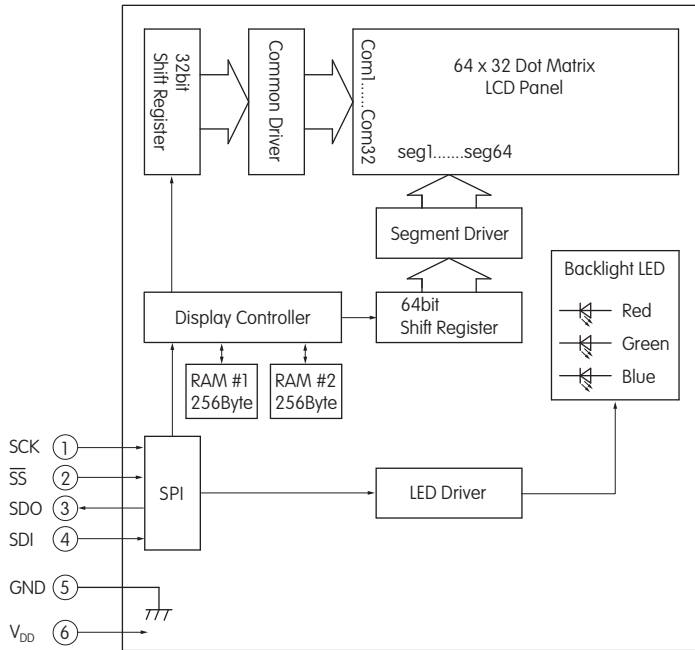 32bit
Shift Register
Common Driver
Com1......Com32
64 x 32 Dot Matrix
LCD Panel
seg1.......seg64
Segment Driver
Backlight LED
Red
Green
Blue
Display Controller
64bit
Shift Register
RAM #1
256Byte
RAM #2
256Byte
SCK 1
S̅S̅ 2
SDO 3
SDI 4
SPI
LED Driver
GND 5
V_DD 6